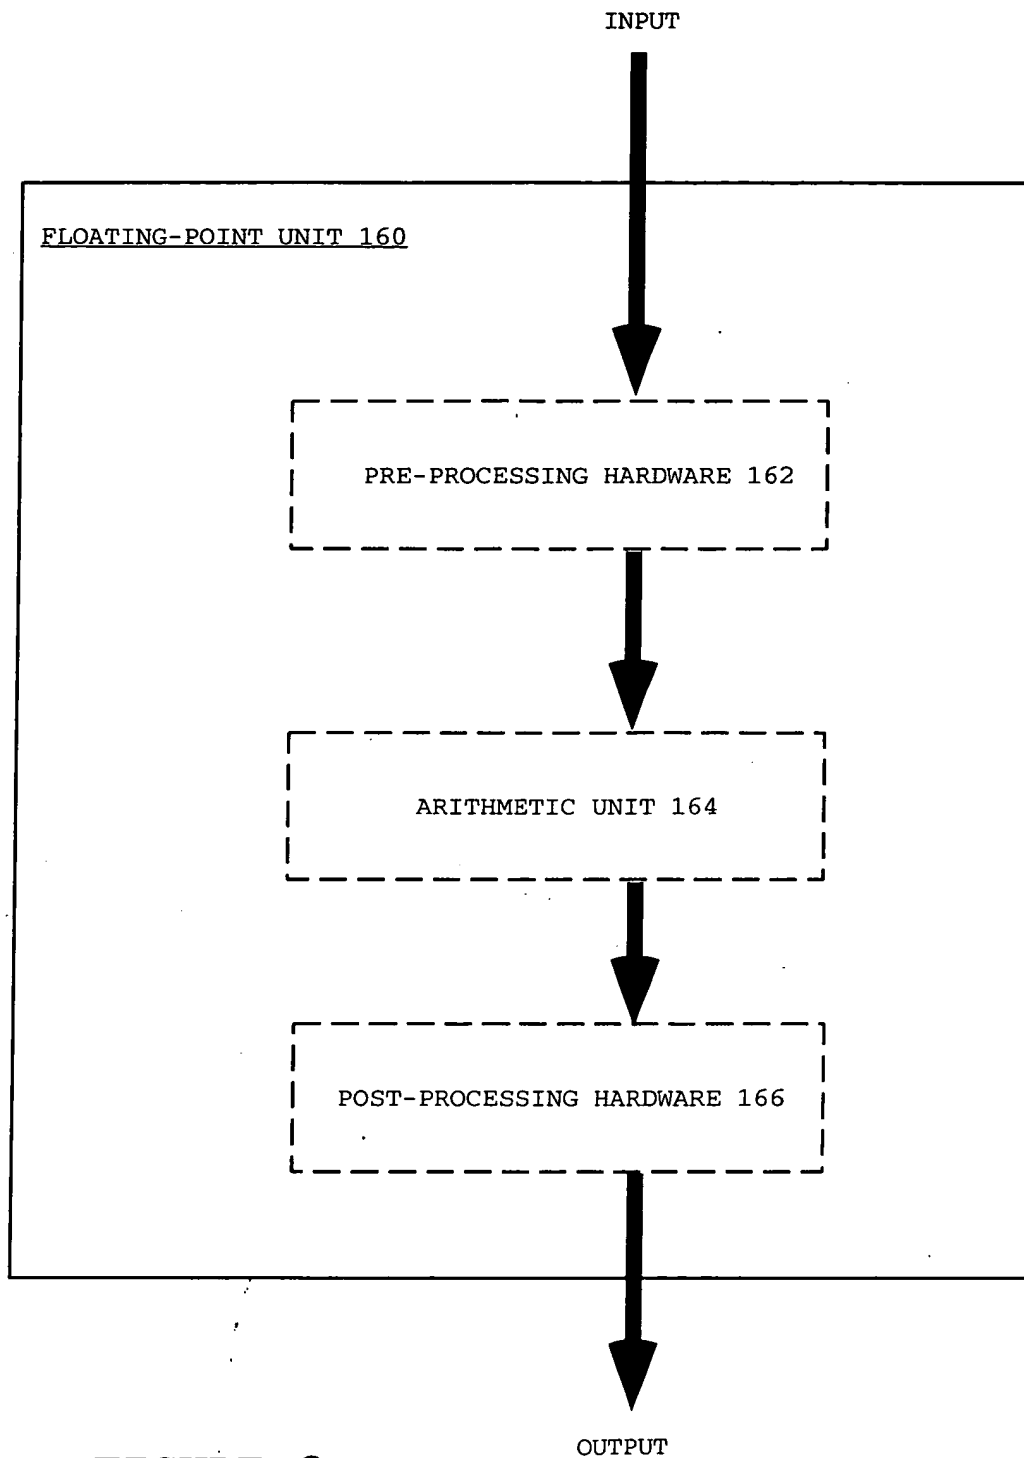 INPUT
FLOATING-POINT UNIT 160
PRE-PROCESSING HARDWARE 162
ARITHMETIC UNIT 164
POST-PROCESSING HARDWARE 166
OUTPUT